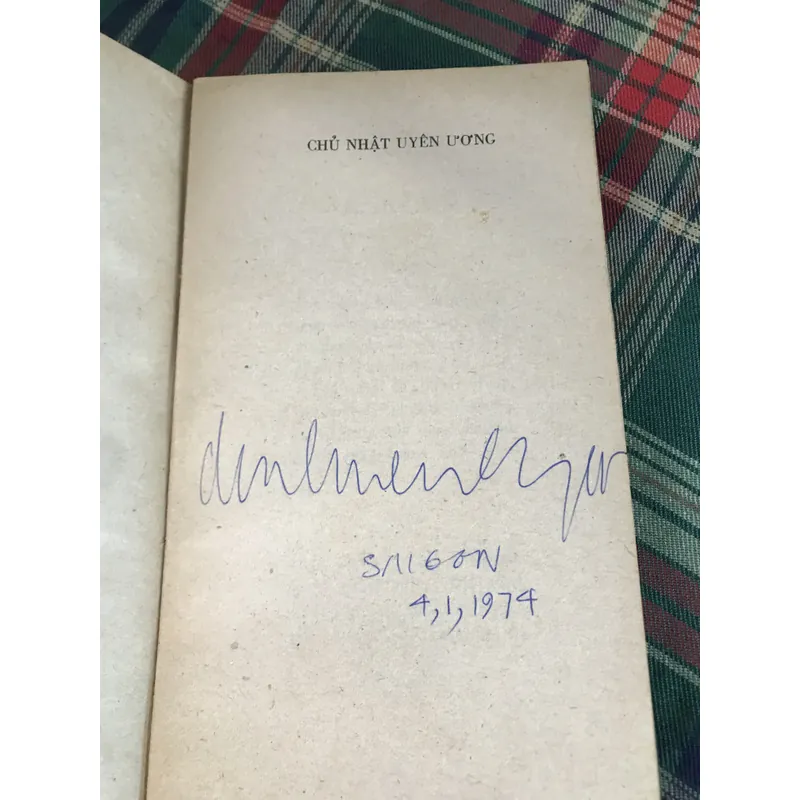 CHỦ NHẬT UYÊN ƯƠNG
SAIGON
4, 1, 1974